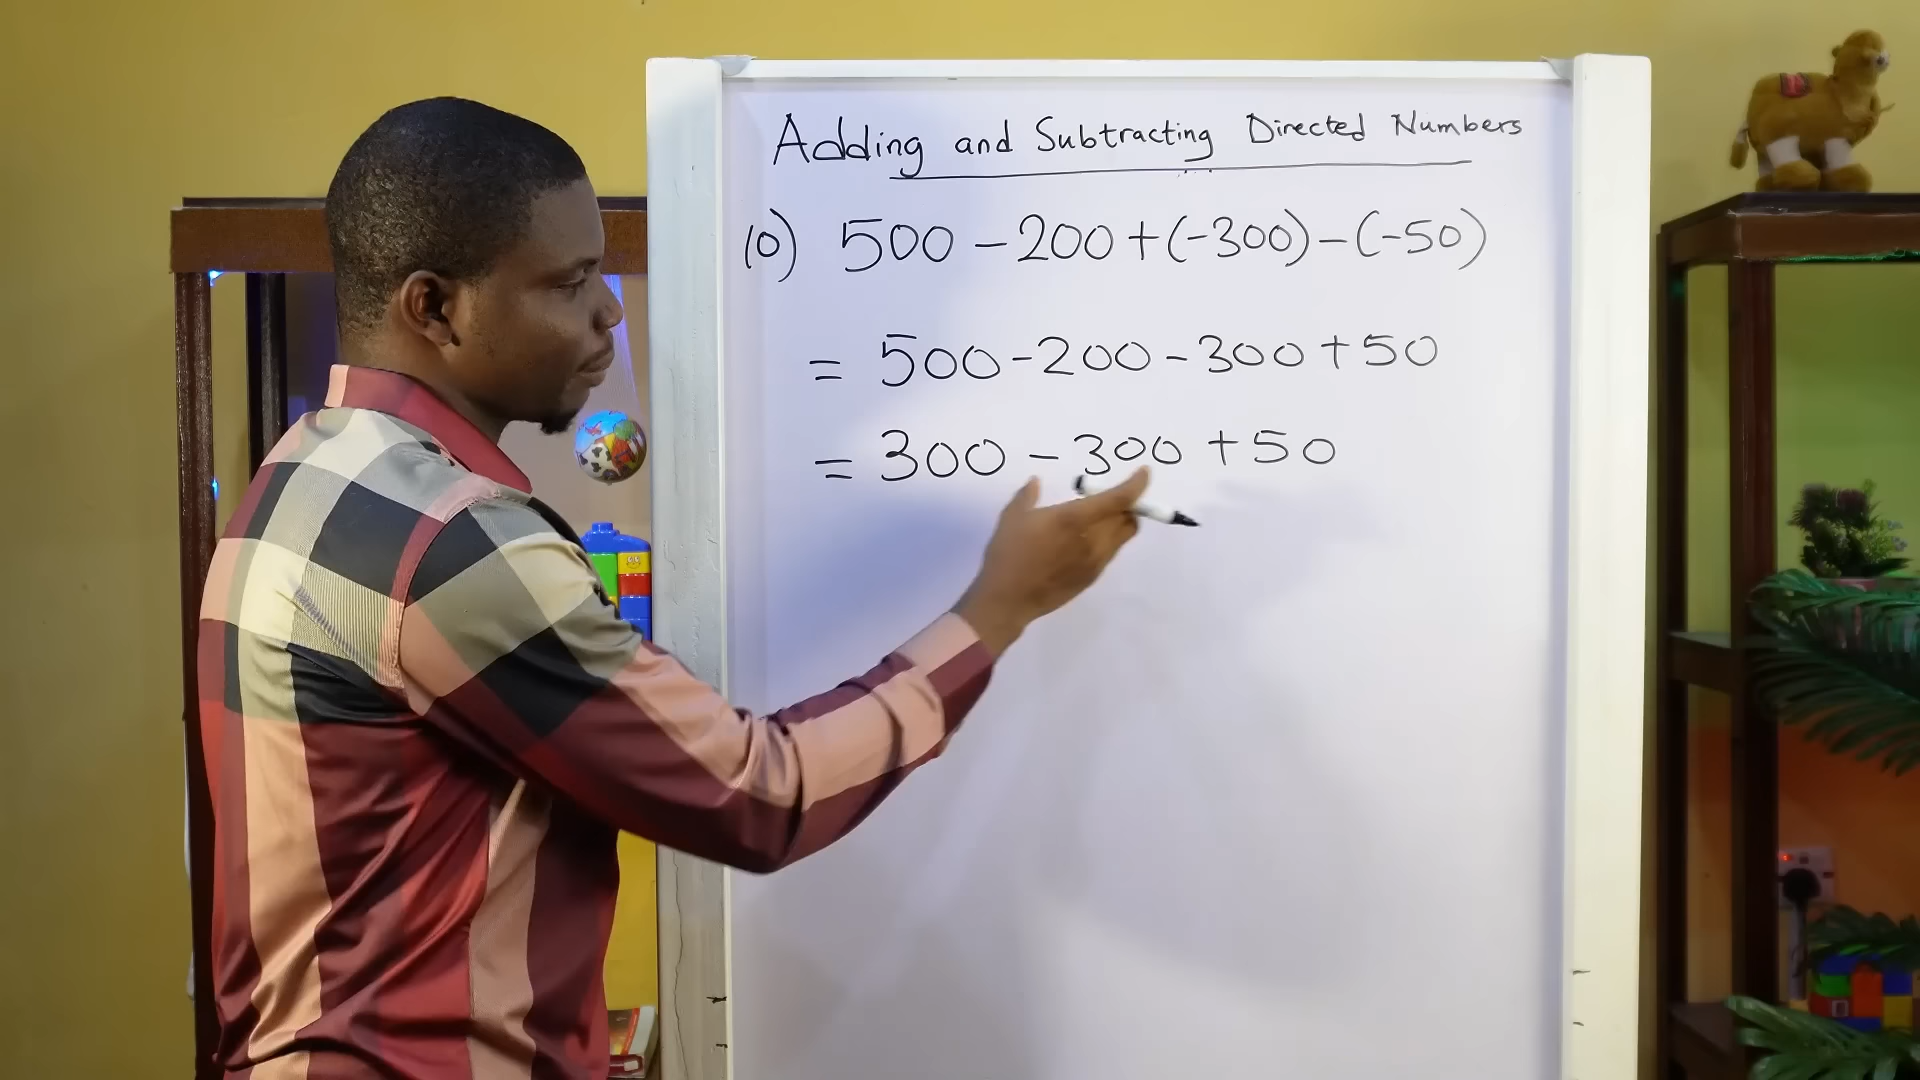 Adding and Subtracting Directed Numbers
10) 500 - 200 + (-300) - (-50)
= 500 - 200 - 300 + 50
= 300 - 300 + 50